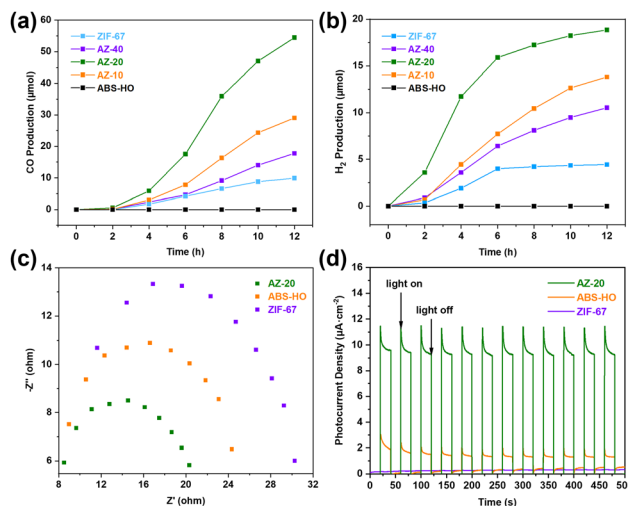 (a)
ZIF-67
AZ-40
AZ-20
AZ-10
ABS-HO
CO Production (μmol)
60
50
40
30
20
10
0
0 2 4 6 8 10 12
Time (h)
(b)
ZIF-67
AZ-40
AZ-20
AZ-10
ABS-HO
H₂ Production (μmol)
20
15
10
5
0
0 2 4 6 8 10 12
Time (h)
(c)
AZ-20
ABS-HO
ZIF-67
-Z'' (ohm)
14
12
10
8
6
8 12 16 20 24 28 32
Z' (ohm)
(d)
light on
light off
AZ-20
ABS-HO
ZIF-67
Photocurrent Density (μA·cm⁻²)
16
14
12
10
8
6
4
2
0
0 50 100 150 200 250 300 350 400 450 500
Time (s)